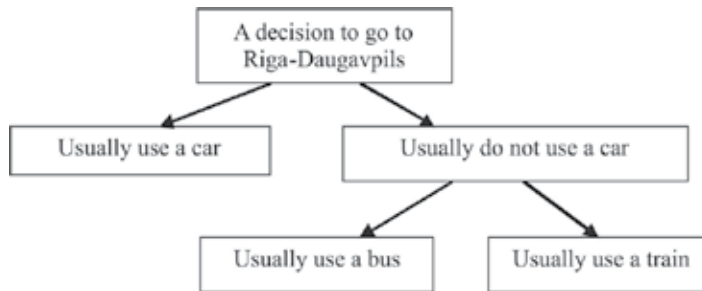 A decision to go to
Riga-Daugavpils
Usually use a car
Usually do not use a car
Usually use a bus
Usually use a train